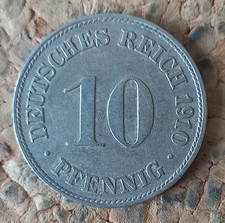 DEUTSCHES REICH 1910
10
PFENNIG